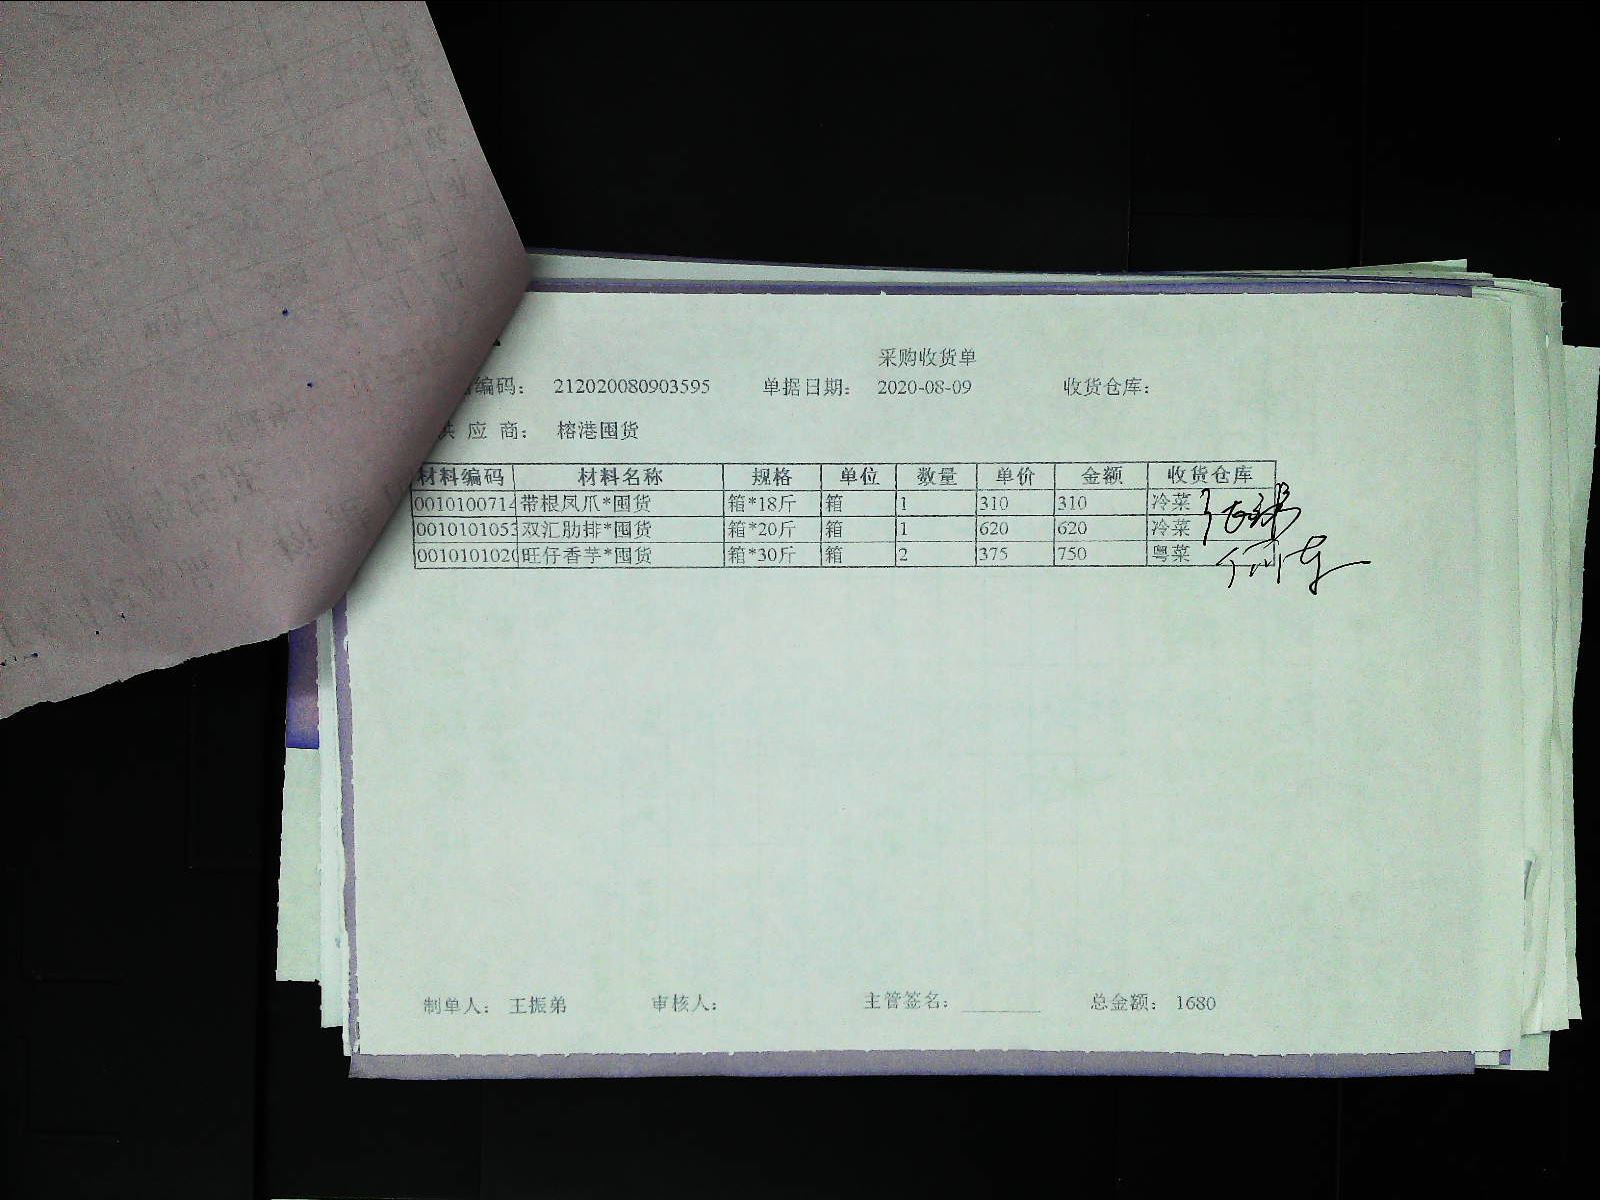 采购收货单
编码： 212020080903595 单据日期： 2020-08-09 收货仓库：
供应商： 榕港囤货
材料编码 材料名称 规格 单位 数量 单价 金额 收货仓库
0010100714 带根凤爪*囤货 箱*18斤 箱 1 310 310 冷菜
0010101053 双汇肋排*囤货 箱*20斤 箱 1 620 620 冷菜
001010102 旺仔香芋*囤货 箱*30斤 箱 2 375 750 粤菜
制单人： 王振弟 审核人： 主管签名： 总金额： 1680